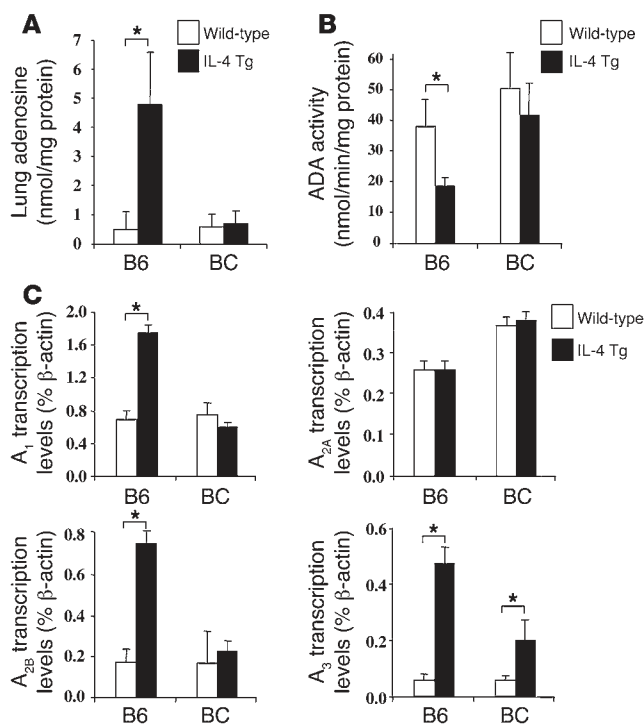 A
Wild-type
IL-4 Tg
*
Lung adenosine
(nmol/mg protein)
7
6
5
4
3
2
1
0
B6
BC
B
Wild-type
IL-4 Tg
*
ADA activity
(nmol/min/mg protein)
60
50
40
30
20
10
0
B6
BC
C
*
A1 transcription
levels (% β-actin)
2.0
1.6
1.2
0.8
0.4
0.0
B6
BC
Wild-type
IL-4 Tg
A2A transcription
levels (% β-actin)
0.4
0.3
0.2
0.1
0.0
B6
BC
*
A2B transcription
levels (% β-actin)
0.8
0.6
0.4
0.2
0.0
B6
BC
*
*
A3 transcription
levels (% β-actin)
0.6
0.4
0.2
0.0
B6
BC